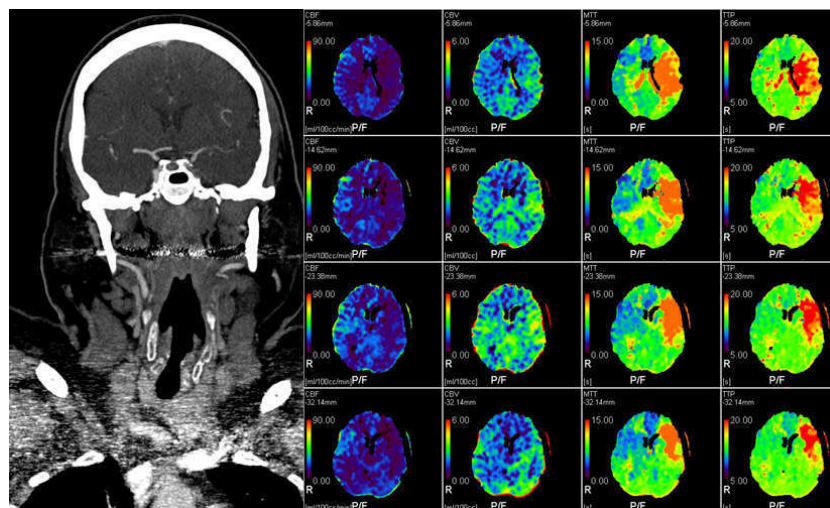 CBF
-5.86mm
90.00
0.00
R
[ml/100cc/min]
P/F
CBV
-5.86mm
6.00
0.00
R
[ml/100cc]
P/F
MTT
-5.86mm
15.00
0.00
R
[s]
P/F
TTP
-5.86mm
20.00
5.00
R
[s]
P/F
CBF
-14.62mm
90.00
0.00
R
[ml/100cc/min]
P/F
CBV
-14.62mm
6.00
0.00
R
[ml/100cc]
P/F
MTT
-14.62mm
15.00
0.00
R
[s]
P/F
TTP
-14.62mm
20.00
5.00
R
[s]
P/F
CBF
-23.38mm
90.00
0.00
R
[ml/100cc/min]
P/F
CBV
-23.38mm
6.00
0.00
R
[ml/100cc]
P/F
MTT
-23.38mm
15.00
0.00
R
[s]
P/F
TTP
-23.38mm
20.00
5.00
R
[s]
P/F
CBF
-32.14mm
90.00
0.00
R
[ml/100cc/min]
P/F
CBV
-32.14mm
6.00
0.00
R
[ml/100cc]
P/F
MTT
-32.14mm
15.00
0.00
R
[s]
P/F
TTP
-32.14mm
20.00
5.00
R
[s]
P/F